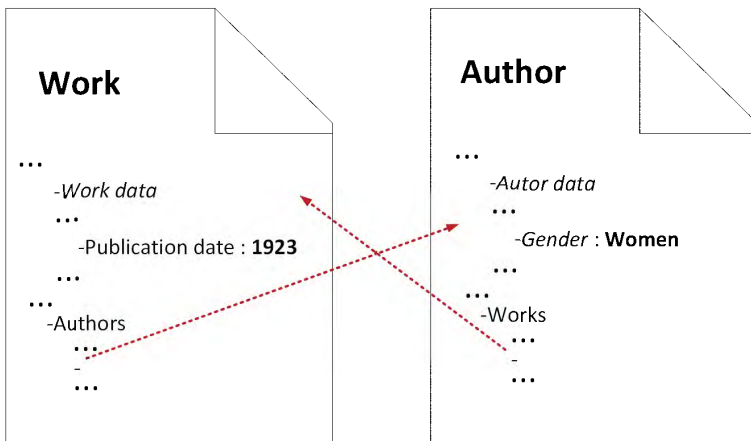 Work
...
-Work data
...
-Publication date : 1923
...
...
-Authors
...
-
...
Author
...
-Autor data
...
-Gender : Women
...
...
-Works
...
-
...